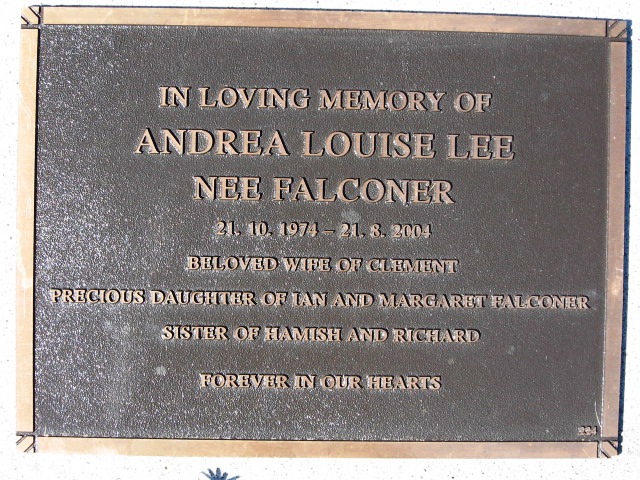 IN LOVING MEMORY OF
ANDREA LOUISE LEE
NEE FALCONER
21. 10. 1974 – 21. 8. 2004
BELOVED WIFE OF CLEMENT
PRECIOUS DAUGHTER OF IAN AND MARGARET FALCONER
SISTER OF HAMISH AND RICHARD
FOREVER IN OUR HEARTS
224